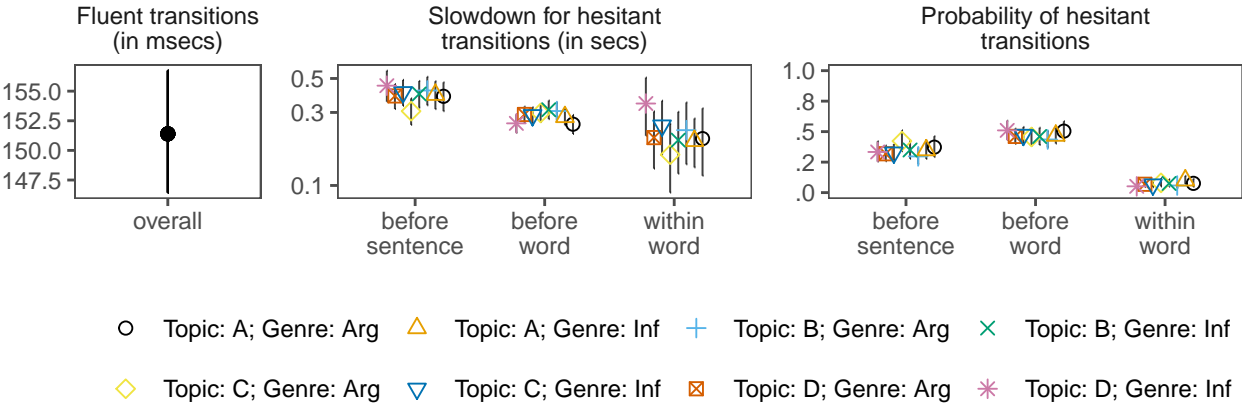 Fluent transitions
(in msecs)
155.0
152.5
150.0
147.5
overall
Slowdown for hesitant
transitions (in secs)
0.5
0.3
0.1
before
sentence
before
word
within
word
Probability of hesitant
transitions
1.0
.8
.5
.2
.0
before
sentence
before
word
within
word
Topic: A; Genre: Arg
Topic: A; Genre: Inf
Topic: B; Genre: Arg
Topic: B; Genre: Inf
Topic: C; Genre: Arg
Topic: C; Genre: Inf
Topic: D; Genre: Arg
Topic: D; Genre: Inf